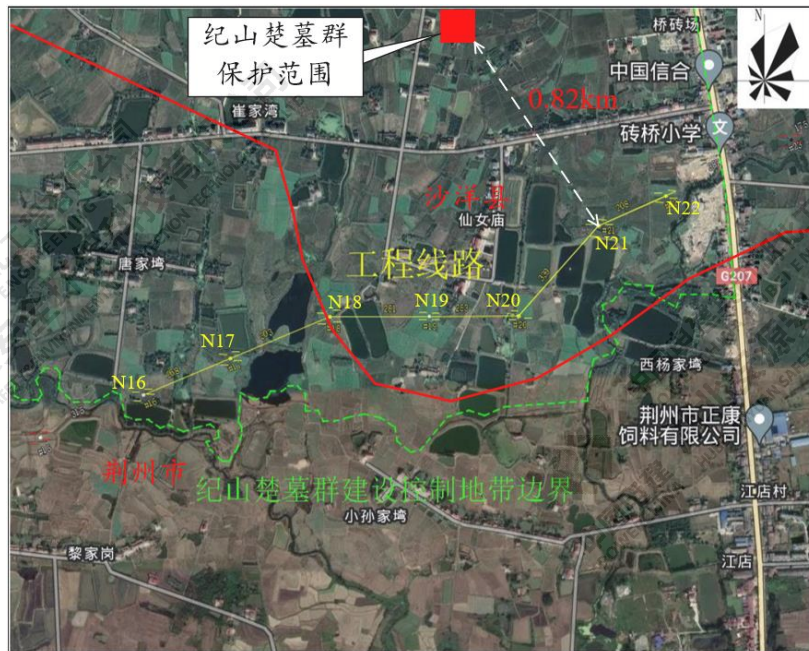 纪山楚墓群
保护范围
N
桥砖场
中国信合
崔家湾
0.82km
砖桥小学
文
沙洋县
仙女庙
N22
唐家塆
工程线路
N21
G207
N18
N19
N20
N17
N16
西杨家塆
荆州市正康
饲料有限公司
荆州市
纪山楚墓群建设控制地带边界
小孙家塆
江店村
黎家岗
江店